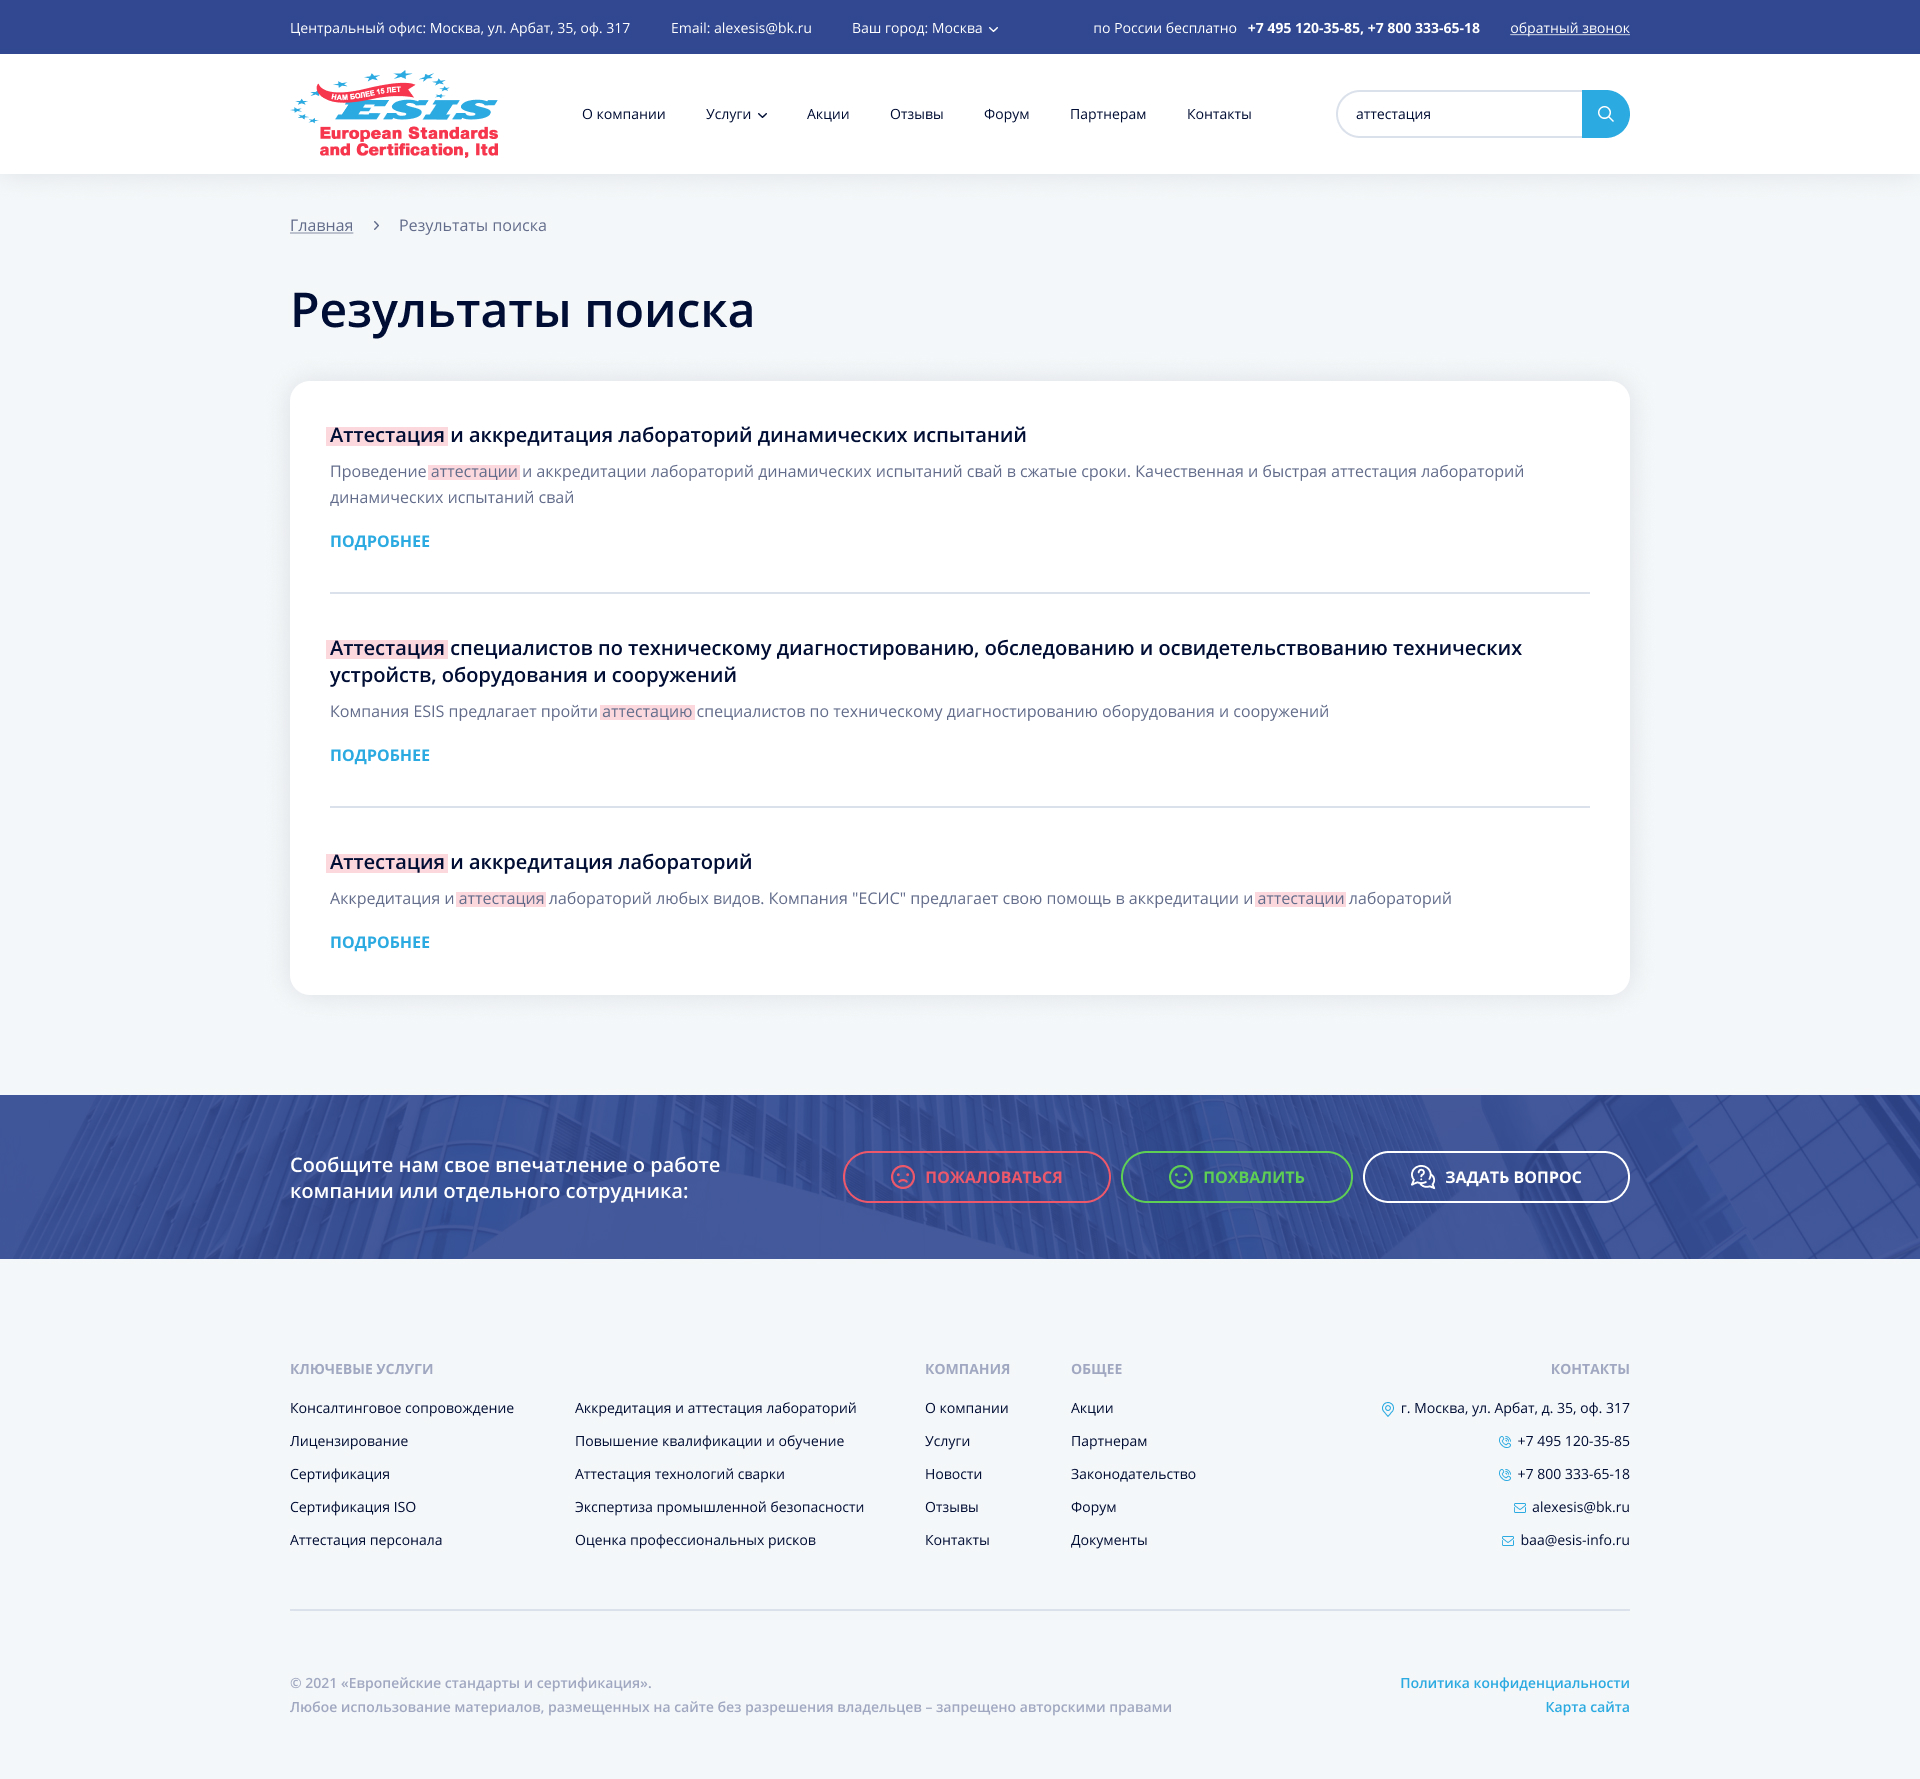 Центральный офис: Москва, ул. Арбат, 35, оф. 317
Email: alexesis@bk.ru
Ваш город: Москва
по России бесплатно +7 495 120-35-85, +7 800 333-65-18
обратный звонок
НАМ БОЛЕЕ 15 ЛЕТ
ESIS
European Standards
and Certification, ltd
О компании
Услуги
Акции
Отзывы
Форум
Партнерам
Контакты
аттестация
Главная
Результаты поиска
Результаты поиска
Аттестация и аккредитация лабораторий динамических испытаний
Проведение аттестации и аккредитации лабораторий динамических испытаний свай в сжатые сроки. Качественная и быстрая аттестация лабораторий
динамических испытаний свай
ПОДРОБНЕЕ
Аттестация специалистов по техническому диагностированию, обследованию и освидетельствованию технических
устройств, оборудования и сооружений
Компания ESIS предлагает пройти аттестацию специалистов по техническому диагностированию оборудования и сооружений
ПОДРОБНЕЕ
Аттестация и аккредитация лабораторий
Аккредитация и аттестация лабораторий любых видов. Компания "ЕСИС" предлагает свою помощь в аккредитации и аттестации лабораторий
ПОДРОБНЕЕ
Сообщите нам свое впечатление о работе
компании или отдельного сотрудника:
ПОЖАЛОВАТЬСЯ
ПОХВАЛИТЬ
ЗАДАТЬ ВОПРОС
КЛЮЧЕВЫЕ УСЛУГИ
Консалтинговое сопровождение
Лицензирование
Сертификация
Сертификация ISO
Аттестация персонала
Аккредитация и аттестация лабораторий
Повышение квалификации и обучение
Аттестация технологий сварки
Экспертиза промышленной безопасности
Оценка профессиональных рисков
КОМПАНИЯ
О компании
Услуги
Новости
Отзывы
Контакты
ОБЩЕЕ
Акции
Партнерам
Законодательство
Форум
Документы
КОНТАКТЫ
г. Москва, ул. Арбат, д. 35, оф. 317
+7 495 120-35-85
+7 800 333-65-18
alexesis@bk.ru
baa@esis-info.ru
© 2021 «Европейские стандарты и сертификация».
Любое использование материалов, размещенных на сайте без разрешения владельцев – запрещено авторскими правами
Политика конфиденциальности
Карта сайта